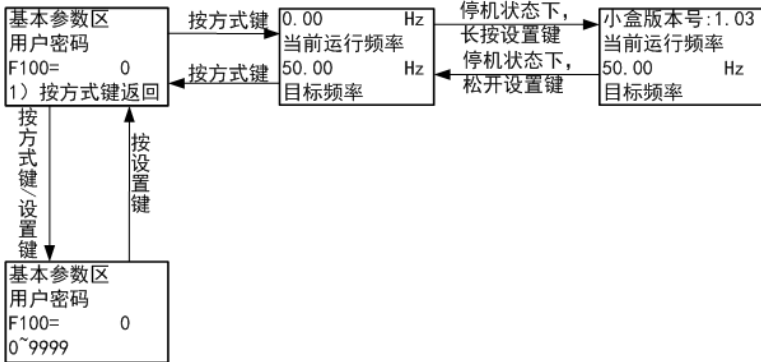 基本参数区
用户密码
F100=      0
1）按方式键返回
按方式键
按方式键
0.00      Hz
当前运行频率
50.00      Hz
目标频率
停机状态下，
长按设置键
停机状态下，
松开设置键
小盒版本号:1.03
当前运行频率
50.00      Hz
目标频率
按方式键/设置键
按设置键
基本参数区
用户密码
F100=      0
0~9999